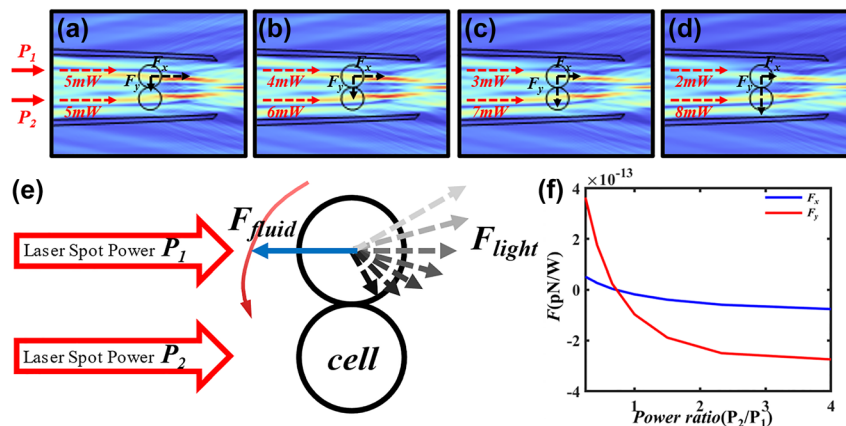 (a) (b) (c) (d)
P1 Fx Fx Fx Fx
5mW 4mW 3mW 2mW
Fy Fy Fy Fy
P2 5mW 6mW 7mW 8mW
(e) (f)
×10⁻¹³
4
Fx
Fy
2
0
-2
-4
F(pN/W)
1 2 3 4
Power ratio(P2/P1)
Ffluid
Laser Spot Power P1
Flight
Laser Spot Power P2
cell